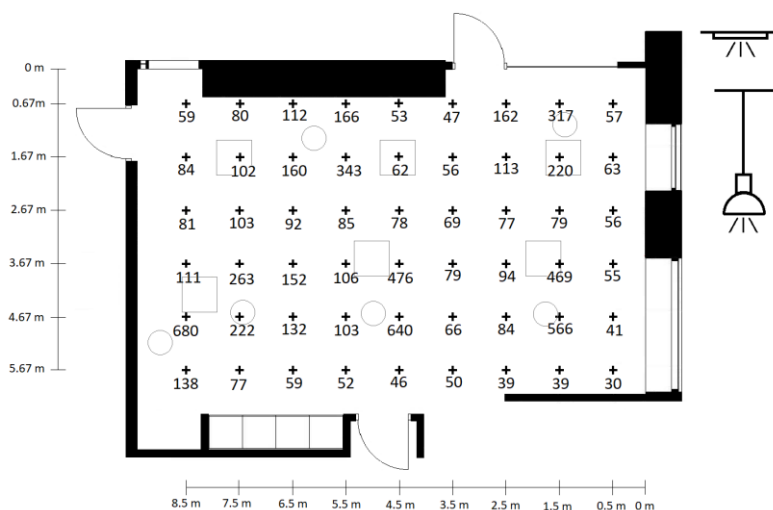 0 m
0.67m
59 80 112 166 53 47 162 317 57
1.67 m
84 102 160 343 62 56 113 220 63
2.67 m
81 103 92 85 78 69 77 79 56
3.67 m
111 263 152 106 476 79 94 469 55
4.67 m
680 222 132 103 640 66 84 566 41
5.67 m
138 77 59 52 46 50 39 39 30
8.5 m 7.5 m 6.5 m 5.5 m 4.5 m 3.5 m 2.5 m 1.5 m 0.5 m 0 m